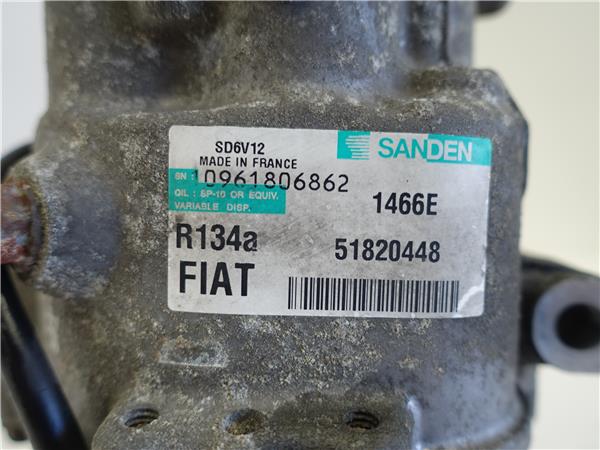 SD6V12
MADE IN FRANCE
SANDEN
SN : 10961806862
OIL : SP-10 OR EQUIV.
VARIABLE DISP.
1466E
R134a
51820448
FIAT